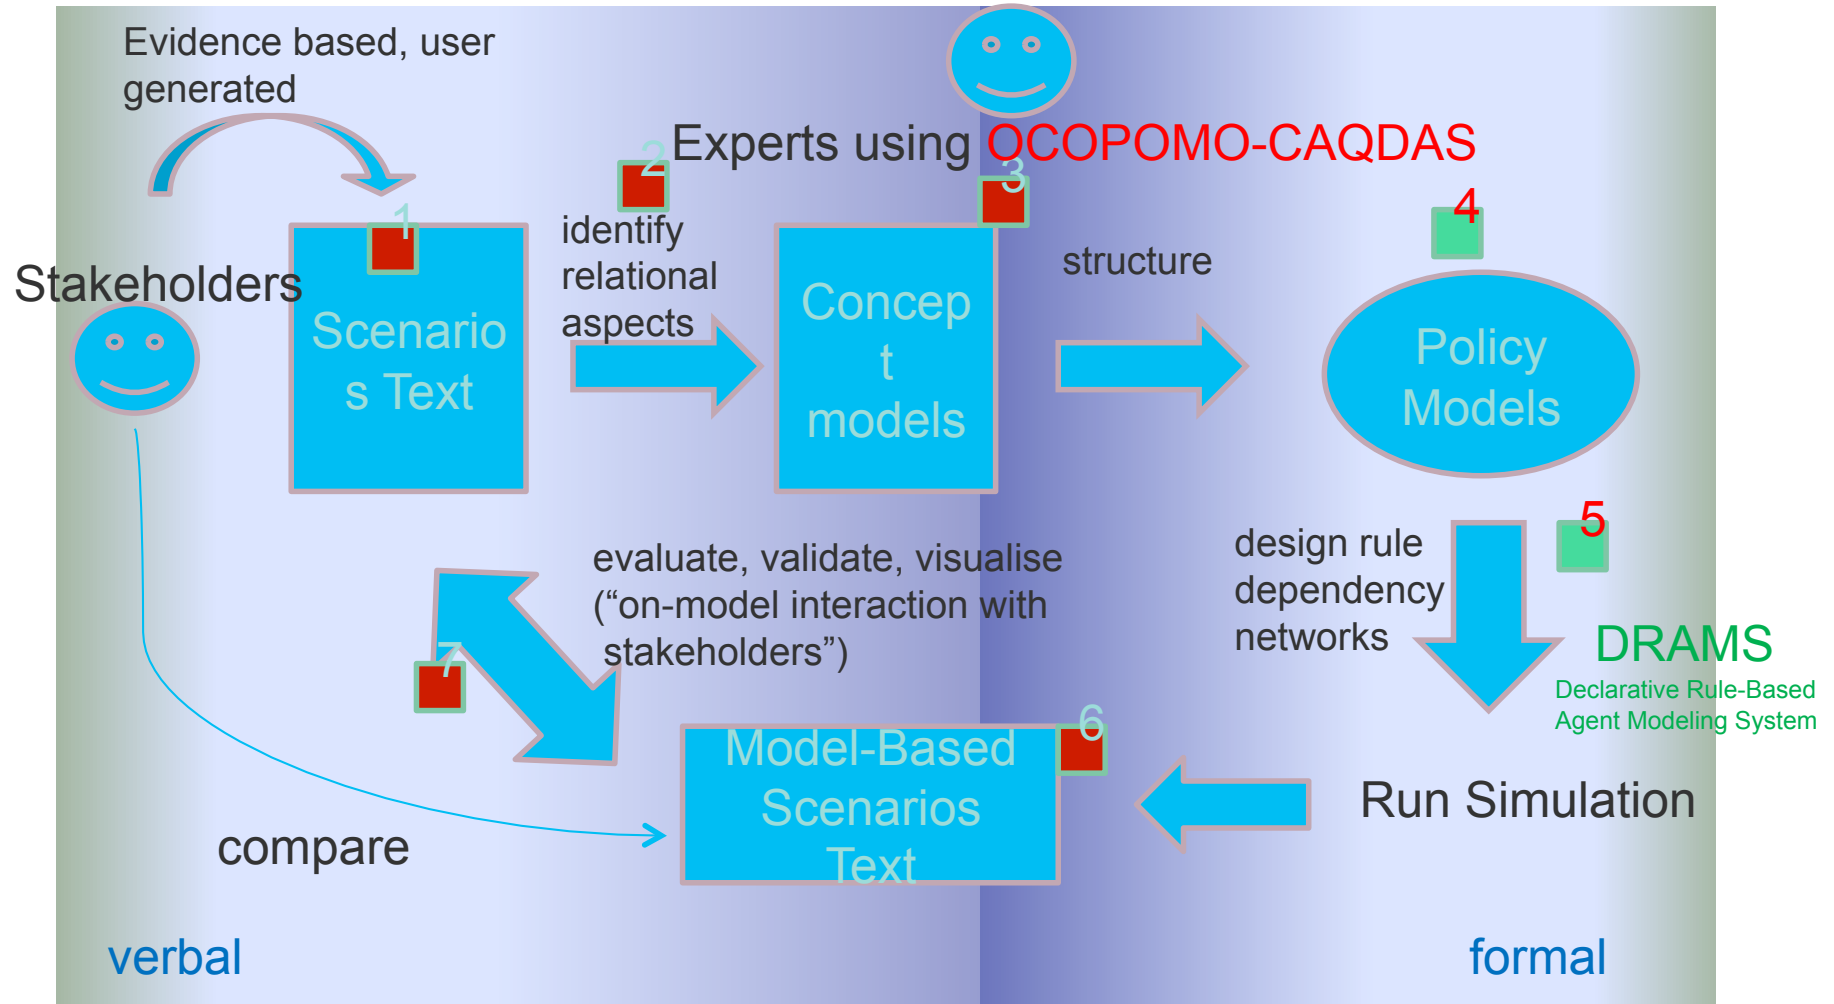 Evidence based, user
generated
Experts using OCOPOMO-CAQDAS
1
2
3
4
Stakeholders
Scenario
s Text
identify
relational
aspects
Concep
t
models
structure
Policy
Models
5
design rule
dependency
networks
DRAMS
Declarative Rule-Based
Agent Modeling System
evaluate, validate, visualise
(“on-model interaction with
stakeholders”)
7
6
Model-Based
Scenarios
Text
Run Simulation
compare
verbal
formal